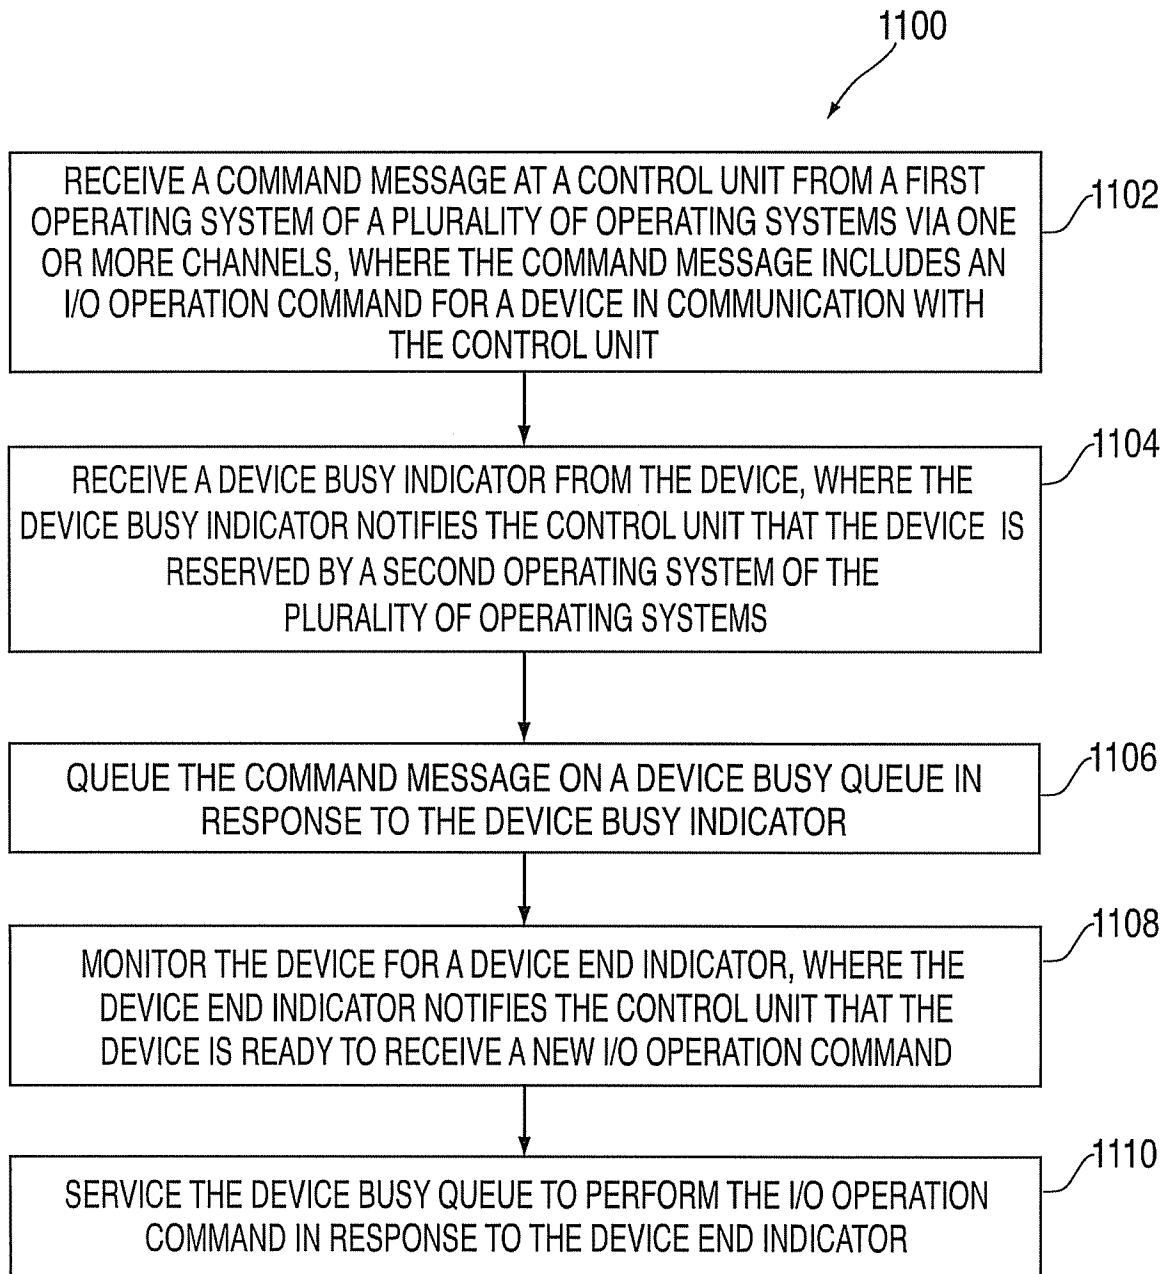 1100
RECEIVE A COMMAND MESSAGE AT A CONTROL UNIT FROM A FIRST
OPERATING SYSTEM OF A PLURALITY OF OPERATING SYSTEMS VIA ONE
OR MORE CHANNELS, WHERE THE COMMAND MESSAGE INCLUDES AN
I/O OPERATION COMMAND FOR A DEVICE IN COMMUNICATION WITH
THE CONTROL UNIT
1102
RECEIVE A DEVICE BUSY INDICATOR FROM THE DEVICE, WHERE THE
DEVICE BUSY INDICATOR NOTIFIES THE CONTROL UNIT THAT THE DEVICE IS
RESERVED BY A SECOND OPERATING SYSTEM OF THE
PLURALITY OF OPERATING SYSTEMS
1104
QUEUE THE COMMAND MESSAGE ON A DEVICE BUSY QUEUE IN
RESPONSE TO THE DEVICE BUSY INDICATOR
1106
MONITOR THE DEVICE FOR A DEVICE END INDICATOR, WHERE THE
DEVICE END INDICATOR NOTIFIES THE CONTROL UNIT THAT THE
DEVICE IS READY TO RECEIVE A NEW I/O OPERATION COMMAND
1108
SERVICE THE DEVICE BUSY QUEUE TO PERFORM THE I/O OPERATION
COMMAND IN RESPONSE TO THE DEVICE END INDICATOR
1110